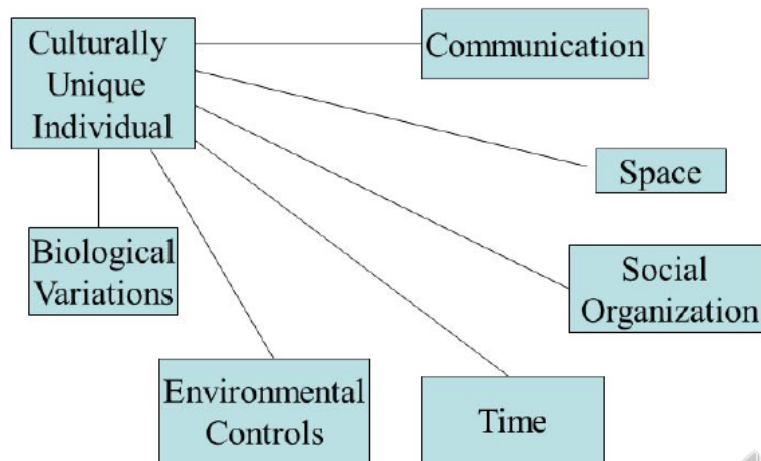 Culturally
Unique
Individual
Communication
Space
Biological
Variations
Social
Organization
Environmental
Controls
Time